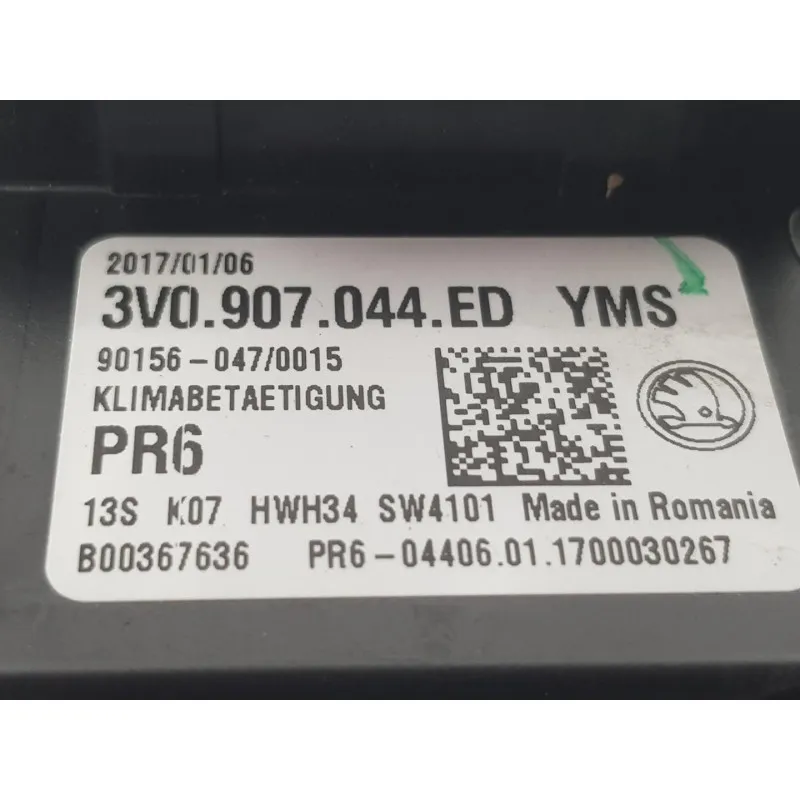 2017/01/06
3V0.907.044.ED YMS
90156-047/0015
KLIMABETAETIGUNG
PR6
13S K07 HWH34 SW4101 Made in Romania
B00367636 PR6-04406.01.1700030267